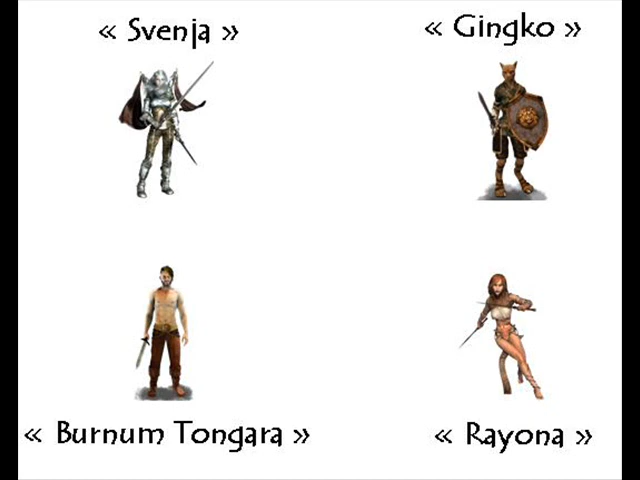 « Svenja »
« Gingko »
« Burnum Tongara »
« Rayona »